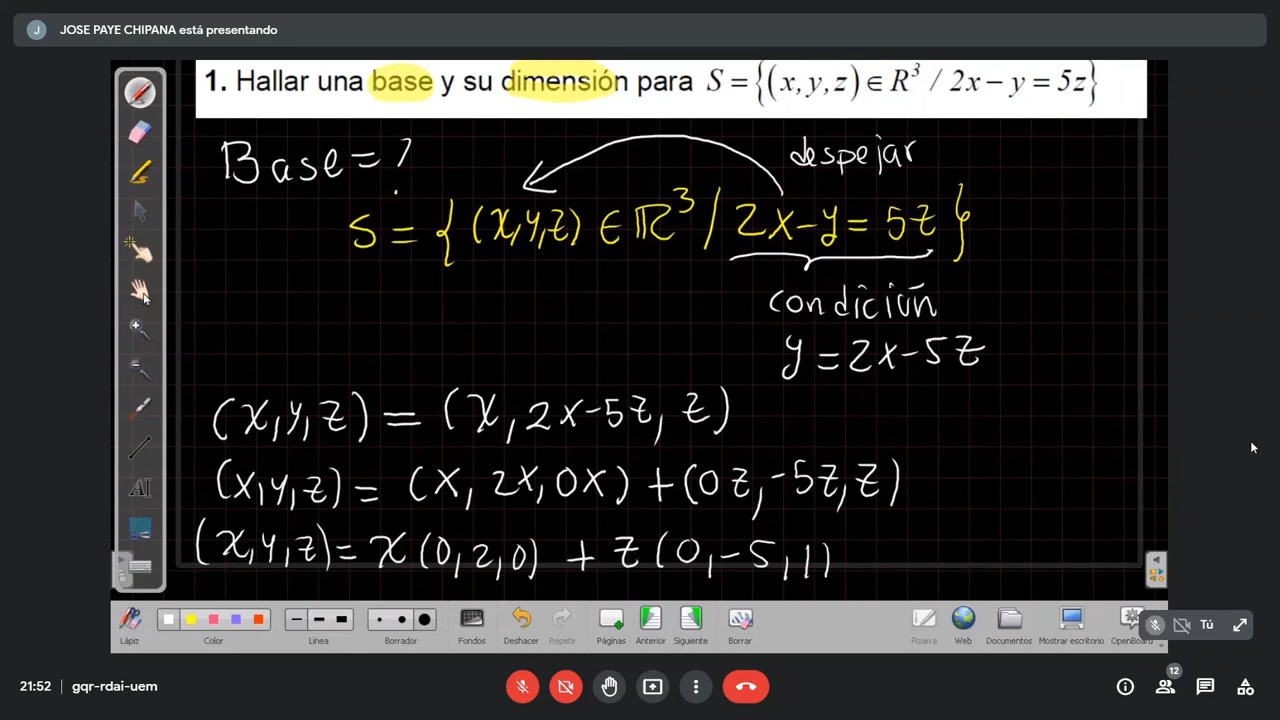 J JOSE PAYE CHIPANA está presentando
1. Hallar una base y su dimensión para S = {(x, y, z) ∈ R³ / 2x − y = 5z}
Base = ?
despejar
S = {(x,y,z) ∈ ℝ³ / 2x-y = 5z}
condición
y = 2x-5z
(x,y,z) = (x, 2x-5z, z)
(x,y,z) = (x, 2x, 0x) + (0z, -5z, z)
(x,y,z) = x(0,2,0) + z(0,-5,1)
AI
Lápiz Color Línea Borrador Fondos Deshacer Repetir Páginas Anterior Siguiente Borrar Pizarra Web Documentos Mostrar escritorio OpenBoard
Tú
21:52 gqr-rdai-uem
12